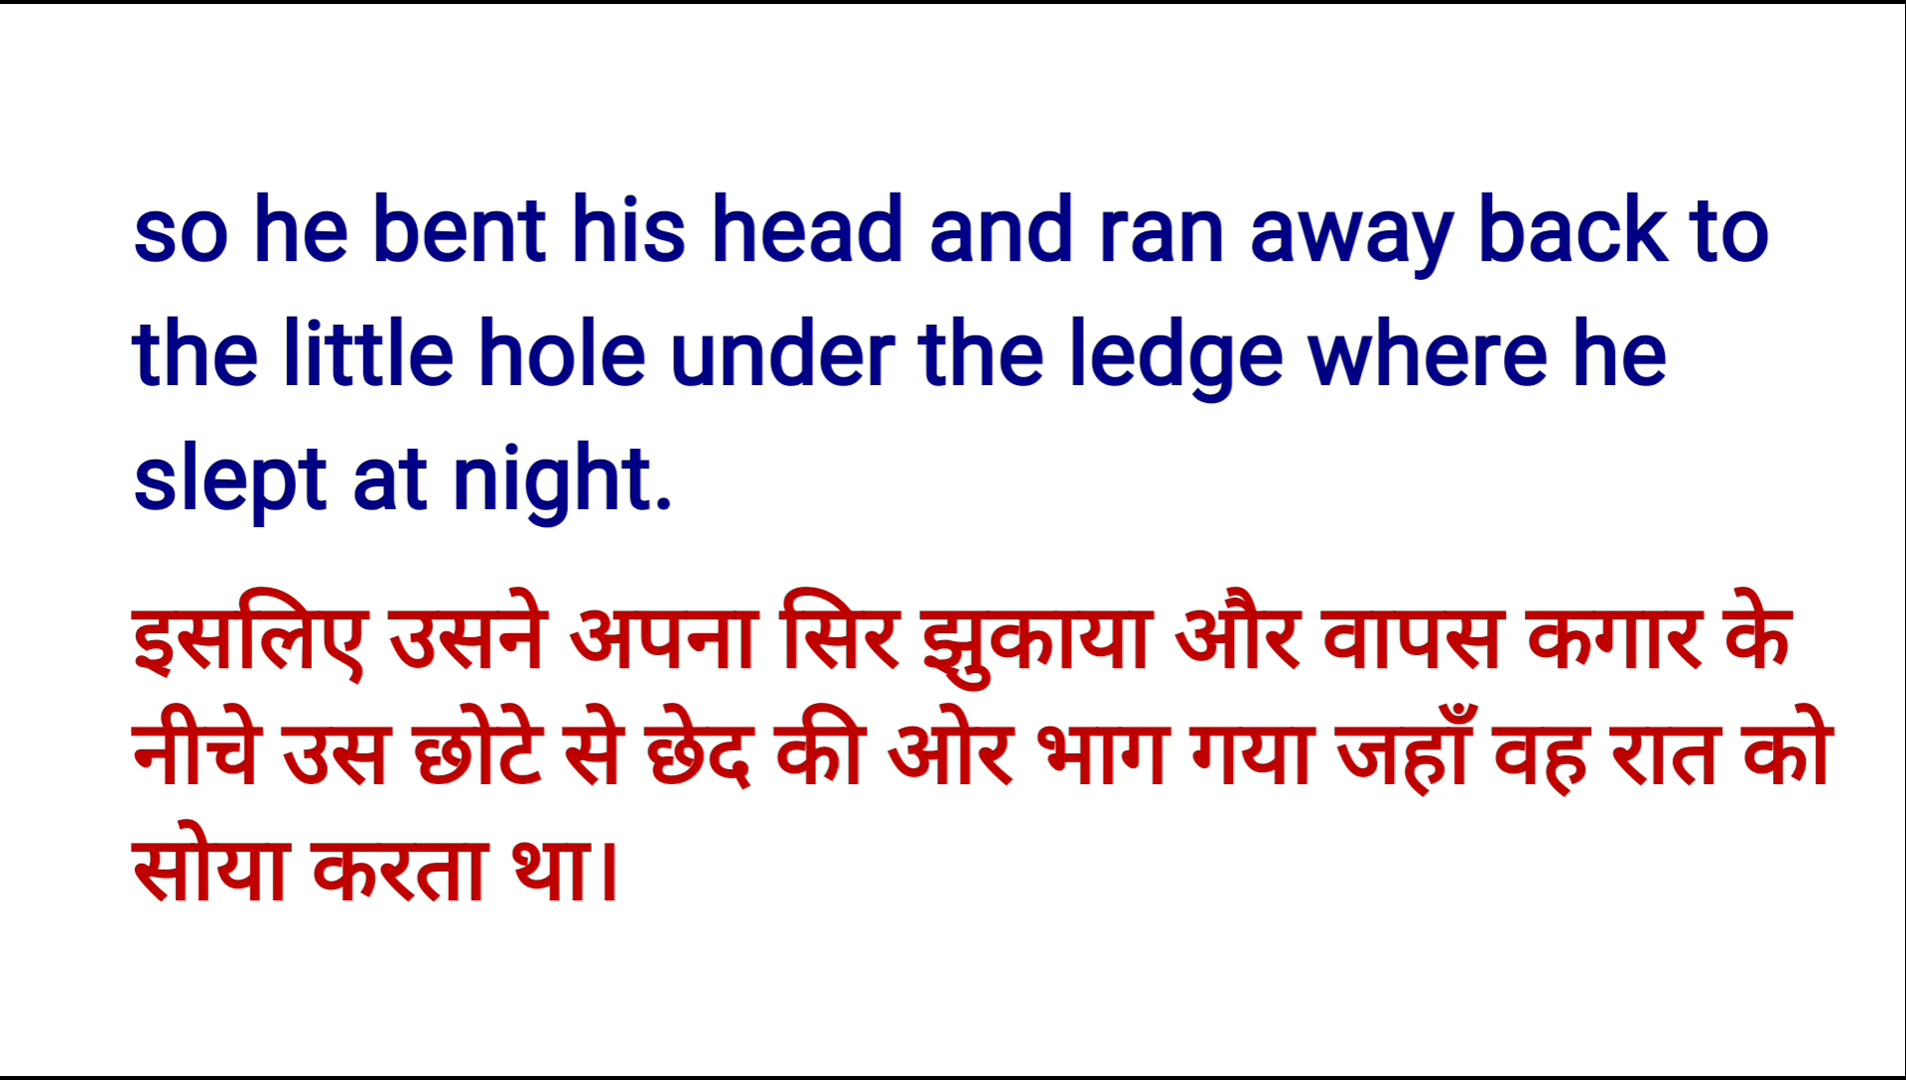 so he bent his head and ran away back to
the little hole under the ledge where he
slept at night.
इसलिए उसने अपना सिर झुकाया और वापस कगार के
नीचे उस छोटे से छेद की ओर भाग गया जहाँ वह रात को
सोया करता था।